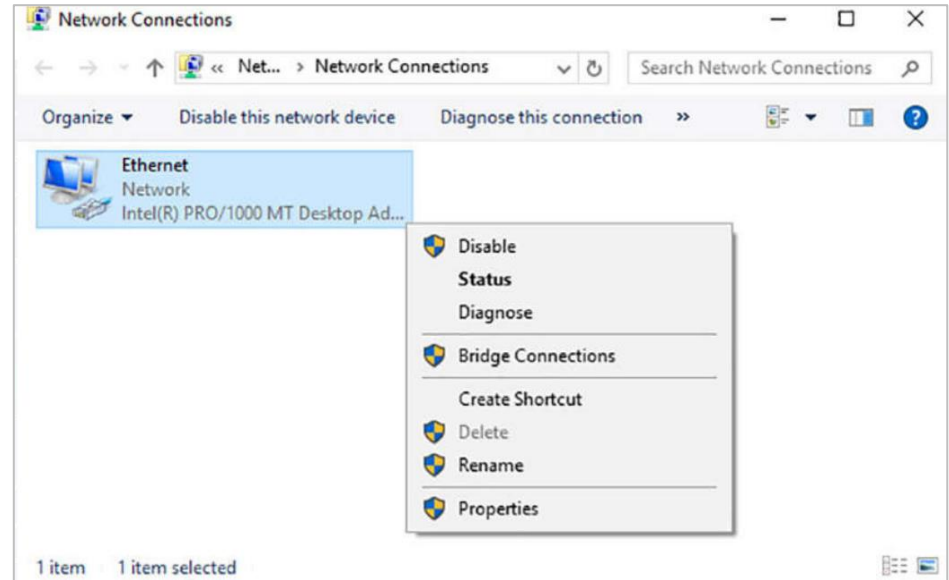 Network Connections
« Net... > Network Connections
Search Network Connections
Organize
Disable this network device
Diagnose this connection
»
?
Ethernet
Network
Intel(R) PRO/1000 MT Desktop Ad...
Disable
Status
Diagnose
Bridge Connections
Create Shortcut
Delete
Rename
Properties
1 item 1 item selected